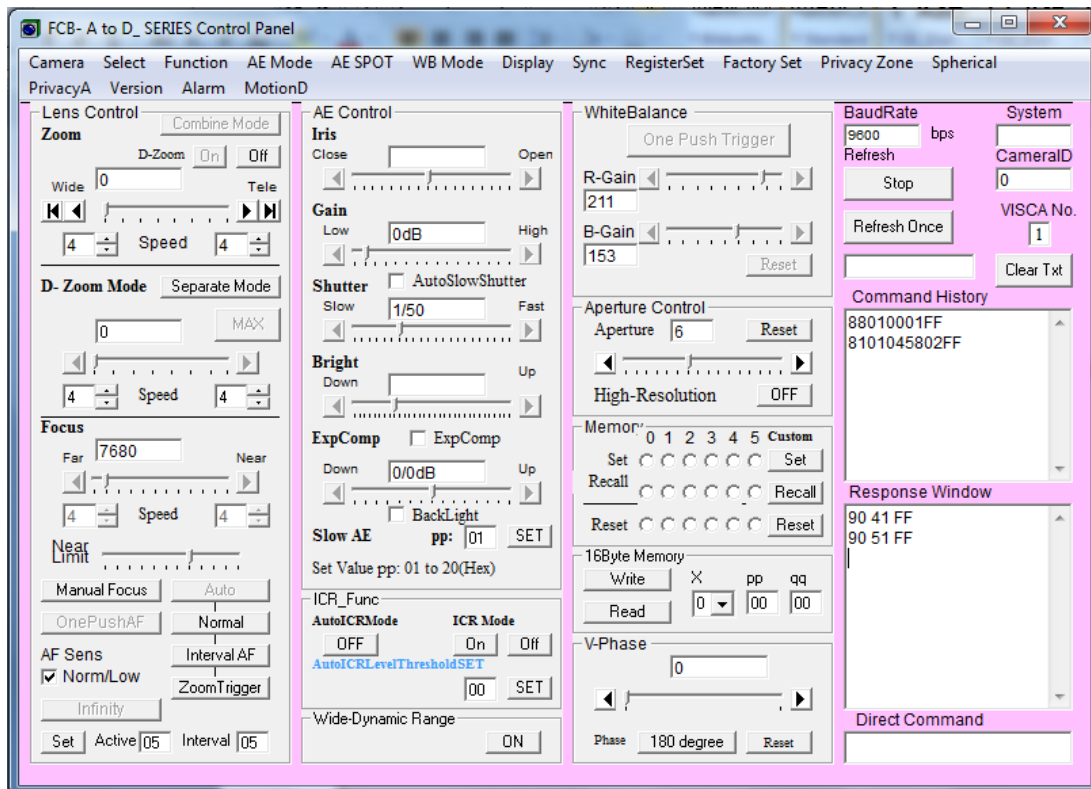 FCB- A to D_ SERIES Control Panel
Camera Select Function AE Mode AE SPOT WB Mode Display Sync RegisterSet Factory Set Privacy Zone Spherical
PrivacyA Version Alarm MotionD
Lens Control
Combine Mode
Zoom
D-Zoom On Off
Wide 0 Tele
4 Speed 4
D- Zoom Mode Separate Mode
0 MAX
4 Speed 4
Focus
Far 7680 Near
4 Speed 4
Near
Limit
Manual Focus Auto
OnePushAF Normal
AF Sens Interval AF
Norm/Low
ZoomTrigger
Infinity
Set Active 05 Interval 05
AE Control
Iris
Close Open
Gain
Low 0dB High
Shutter AutoSlowShutter
Slow 1/50 Fast
Bright
Down Up
ExpComp ExpComp
Down 0/0dB Up
BackLight
Slow AE pp: 01 SET
Set Value pp: 01 to 20(Hex)
ICR_Func
AutoICRMode ICR Mode
OFF On Off
AutoICRLevelThresholdSET
00 SET
Wide-Dynamic Range
ON
WhiteBalance
One Push Trigger
R-Gain
211
B-Gain
153
Reset
Aperture Control
Aperture 6 Reset
High-Resolution OFF
Memory
0 1 2 3 4 5 Custom
Set Set
Recall Recall
Reset Reset
16Byte Memory
Write X pp qq
Read 0 00 00
V-Phase
0
Phase 180 degree Reset
BaudRate System
9600 bps
Refresh CameraID
Stop 0
VISCA No.
Refresh Once 1
Clear Txt
Command History
88010001FF
8101045802FF
Response Window
90 41 FF
90 51 FF
Direct Command